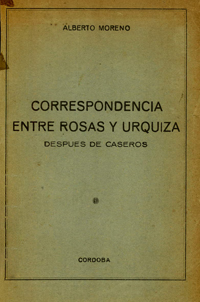 ALBERTO MORENO
CORRESPONDENCIA
ENTRE ROSAS Y URQUIZA
DESPUES DE CASEROS
CORDOBA